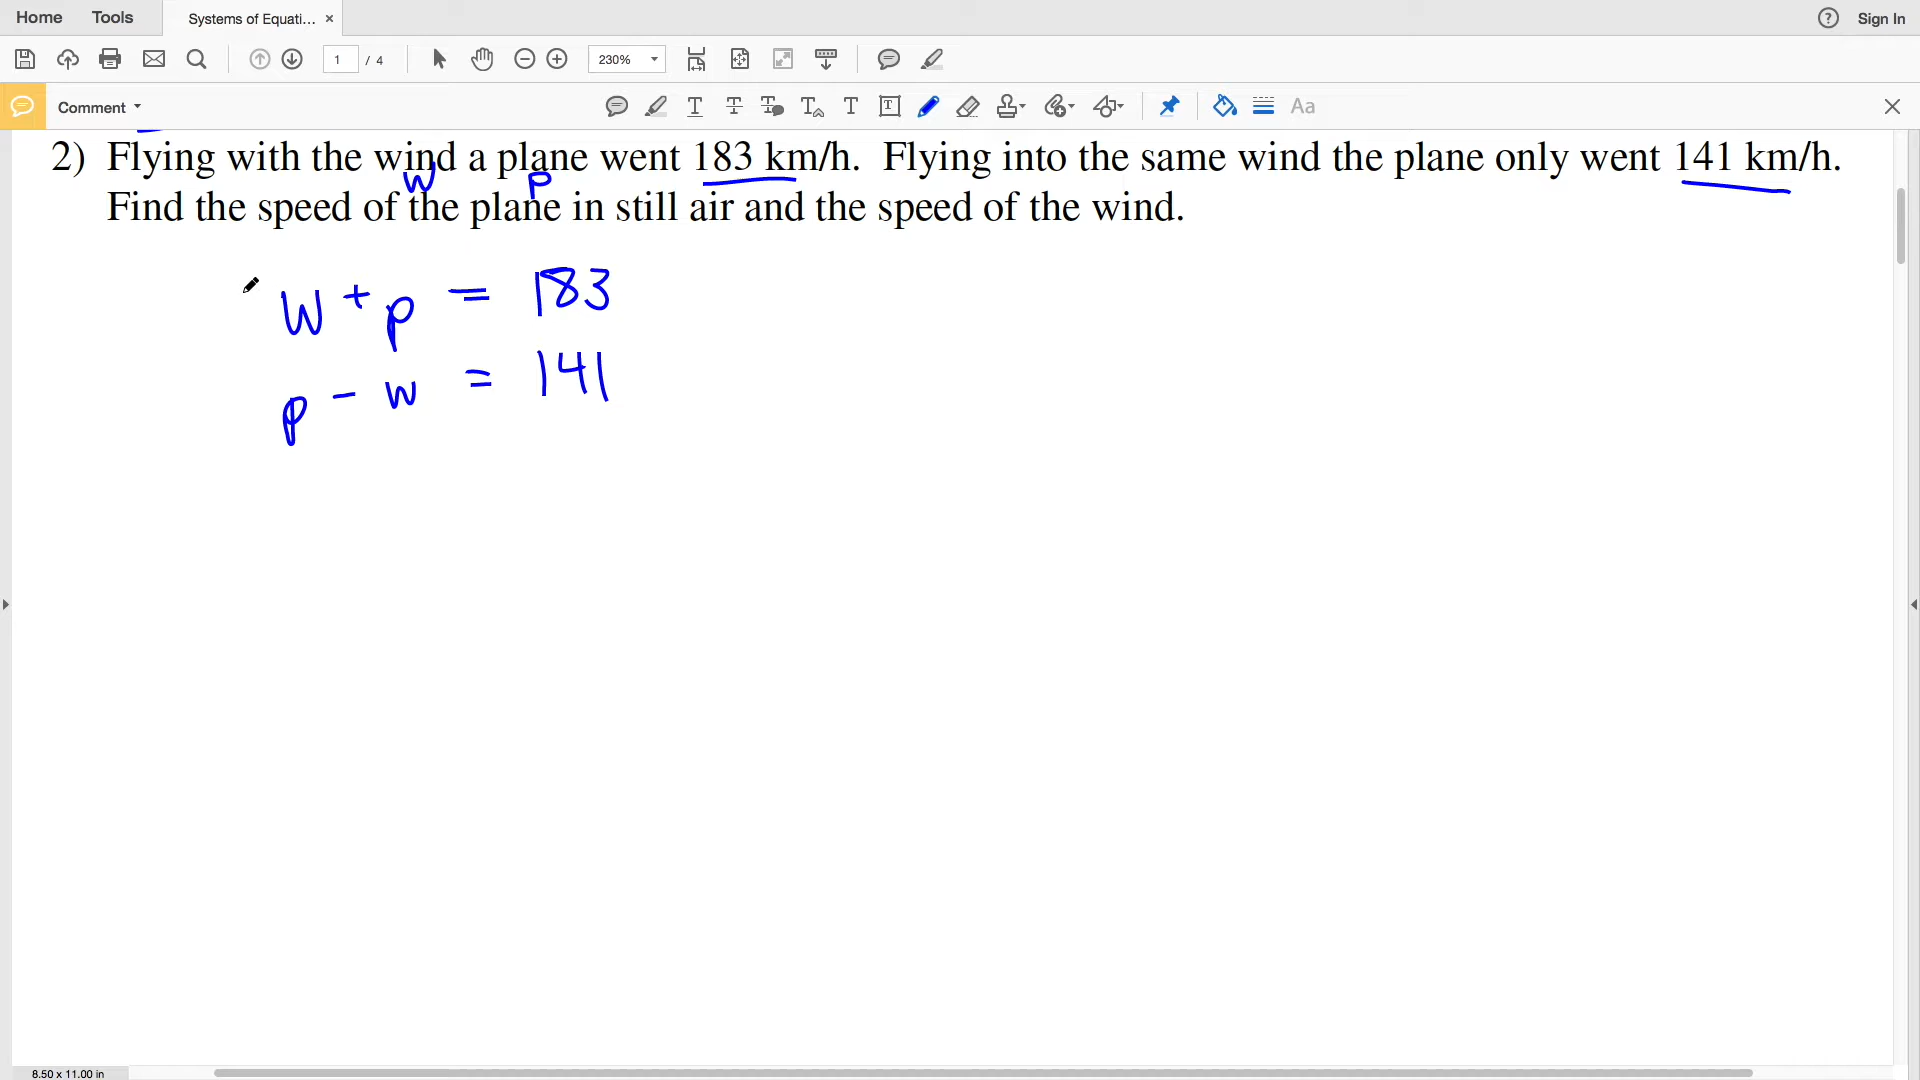 Home Tools Systems of Equati... × ? Sign In
1 / 4 230%
Comment T T T T T T Aa
2) Flying with the wind a plane went 183 km/h. Flying into the same wind the plane only went 141 km/h.
w p
Find the speed of the plane in still air and the speed of the wind.
W + p = 183
p - w = 141
8.50 x 11.00 in